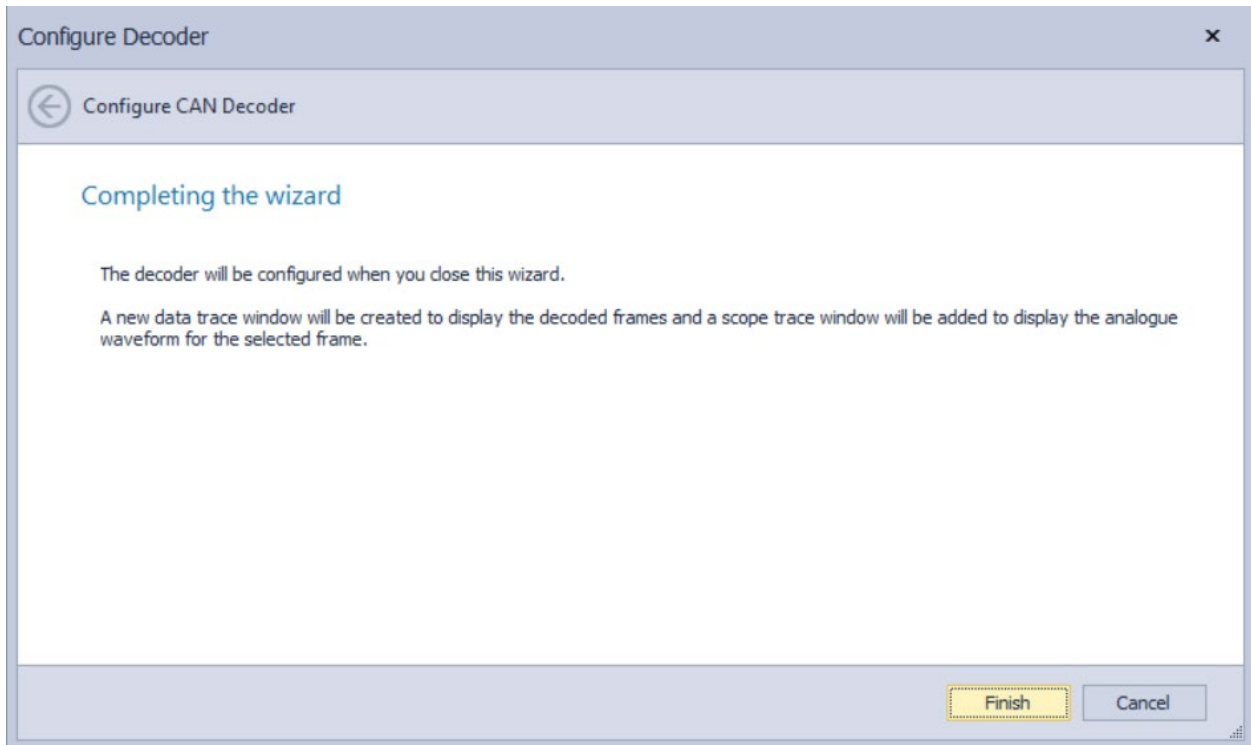 Configure Decoder
Configure CAN Decoder
Completing the wizard
The decoder will be configured when you close this wizard.
A new data trace window will be created to display the decoded frames and a scope trace window will be added to display the analogue
waveform for the selected frame.
Finish
Cancel